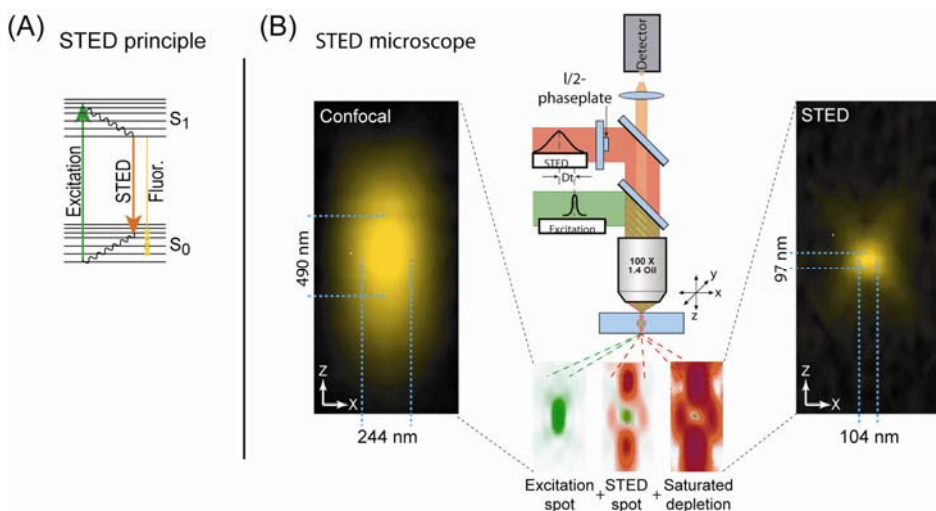 (A)
STED principle
S1
Excitation
STED
Fluor.
S0
(B)
STED microscope
Confocal
490 nm
Z
X
244 nm
Detector
l/2-
phaseplate
STED
Dt
Excitation
100 X
1.4 Oil
y
x
z
Excitation
spot
+
STED
spot
+
Saturated
depletion
STED
97 nm
Z
X
104 nm